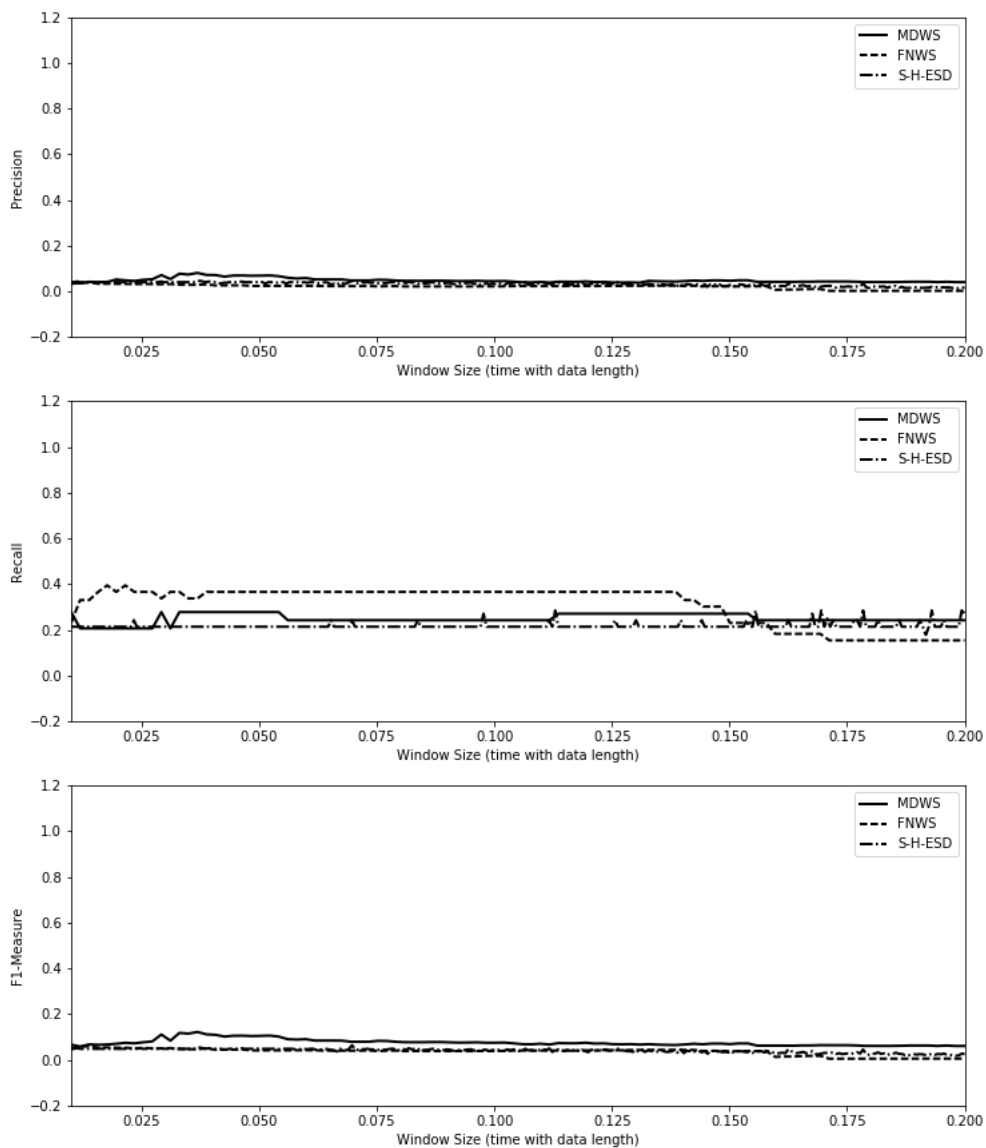 1.2
1.0
0.8
0.6
0.4
0.2
0.0
−0.2
Precision
MDWS
FNWS
S-H-ESD
0.025 0.050 0.075 0.100 0.125 0.150 0.175 0.200
Window Size (time with data length)
1.2
1.0
0.8
0.6
0.4
0.2
0.0
−0.2
Recall
MDWS
FNWS
S-H-ESD
0.025 0.050 0.075 0.100 0.125 0.150 0.175 0.200
Window Size (time with data length)
1.2
1.0
0.8
0.6
0.4
0.2
0.0
−0.2
F1-Measure
MDWS
FNWS
S-H-ESD
0.025 0.050 0.075 0.100 0.125 0.150 0.175 0.200
Window Size (time with data length)